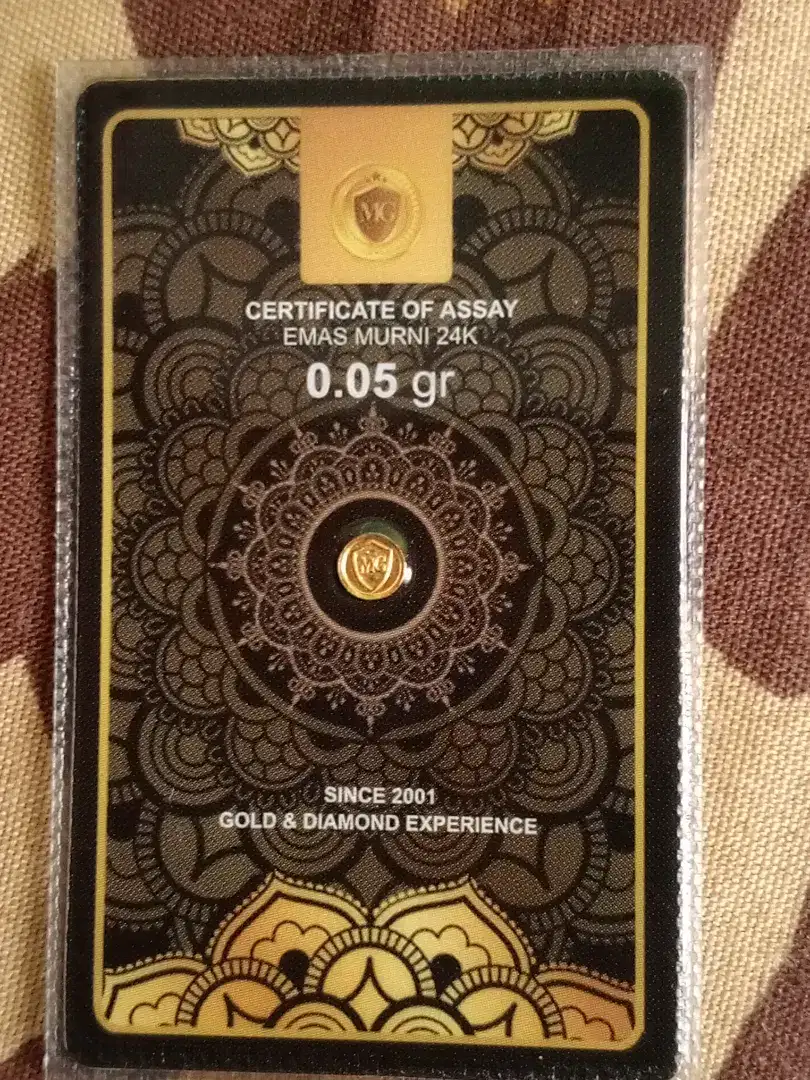 MG
CERTIFICATE OF ASSAY
EMAS MURNI 24K
0.05 gr
MG
SINCE 2001
GOLD & DIAMOND EXPERIENCE